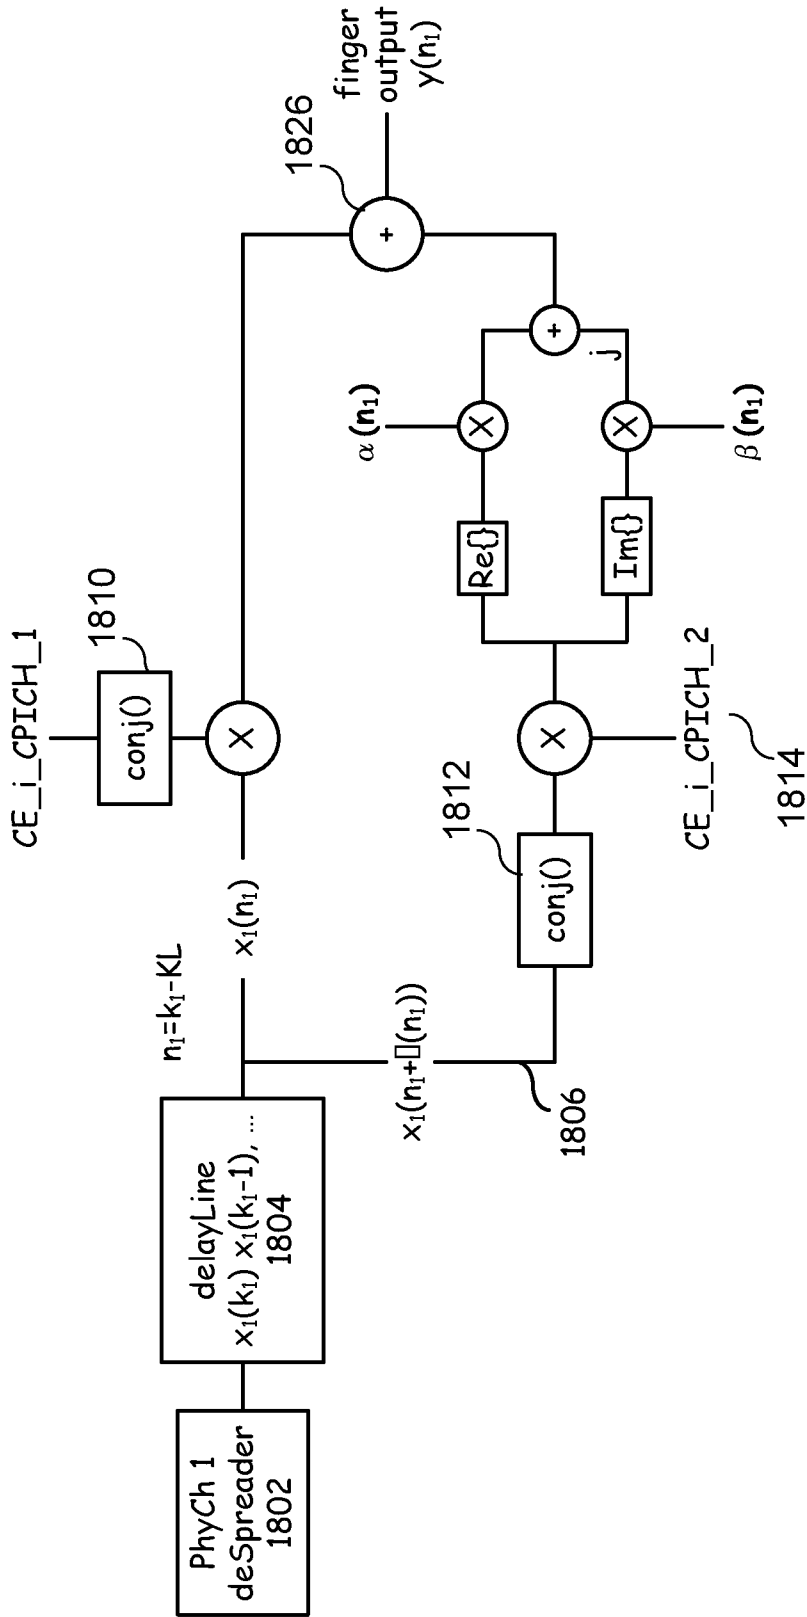 PhyCh 1
deSpreader
1802
delayLine
x₁(k₁) x₁(k₁-1), ...
1804
n₁=k₁-KL
x₁(n₁)
x₁(n₁+▯(n₁))
1806
CE_i_CPICH_1
conj()
1810
X
conj()
1812
X
CE_i_CPICH_2
1814
Re{}
Im{}
α(n₁)
X
X
β(n₁)
+
j
+
1826
finger
output
y(n₁)